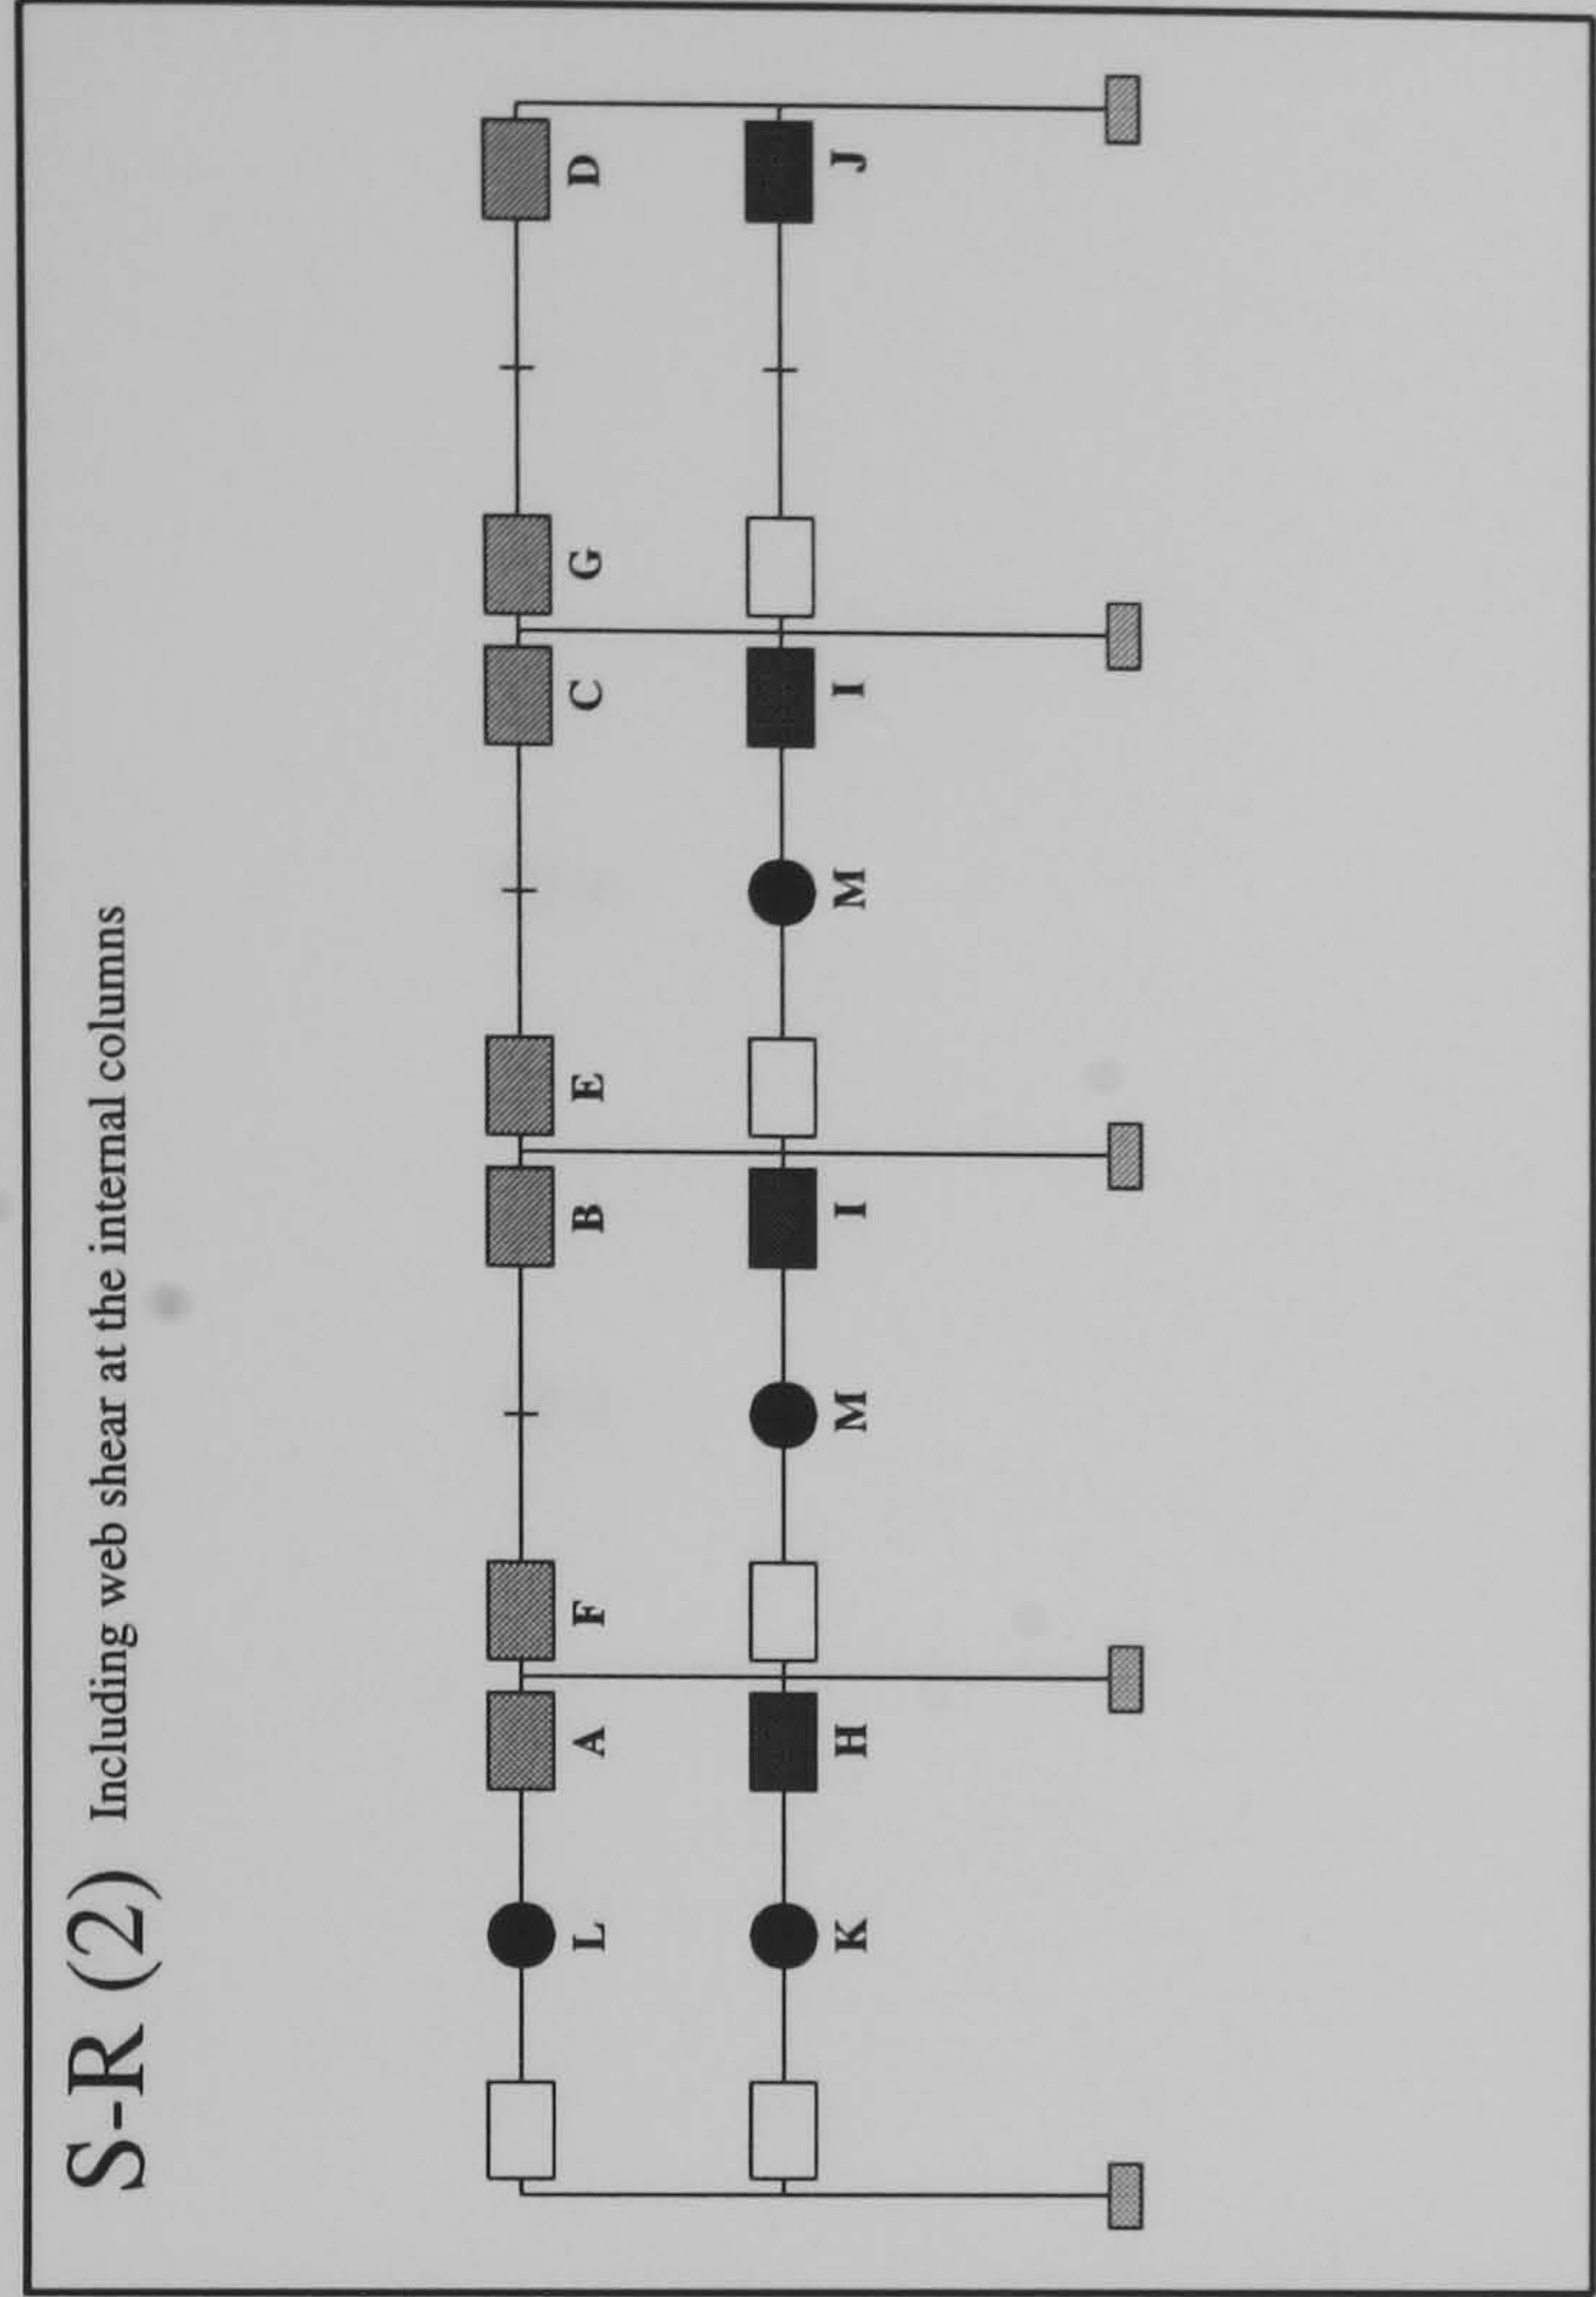 S-R (2) Including web shear at the internal columns
L A F B E C G D
K H M I M I J